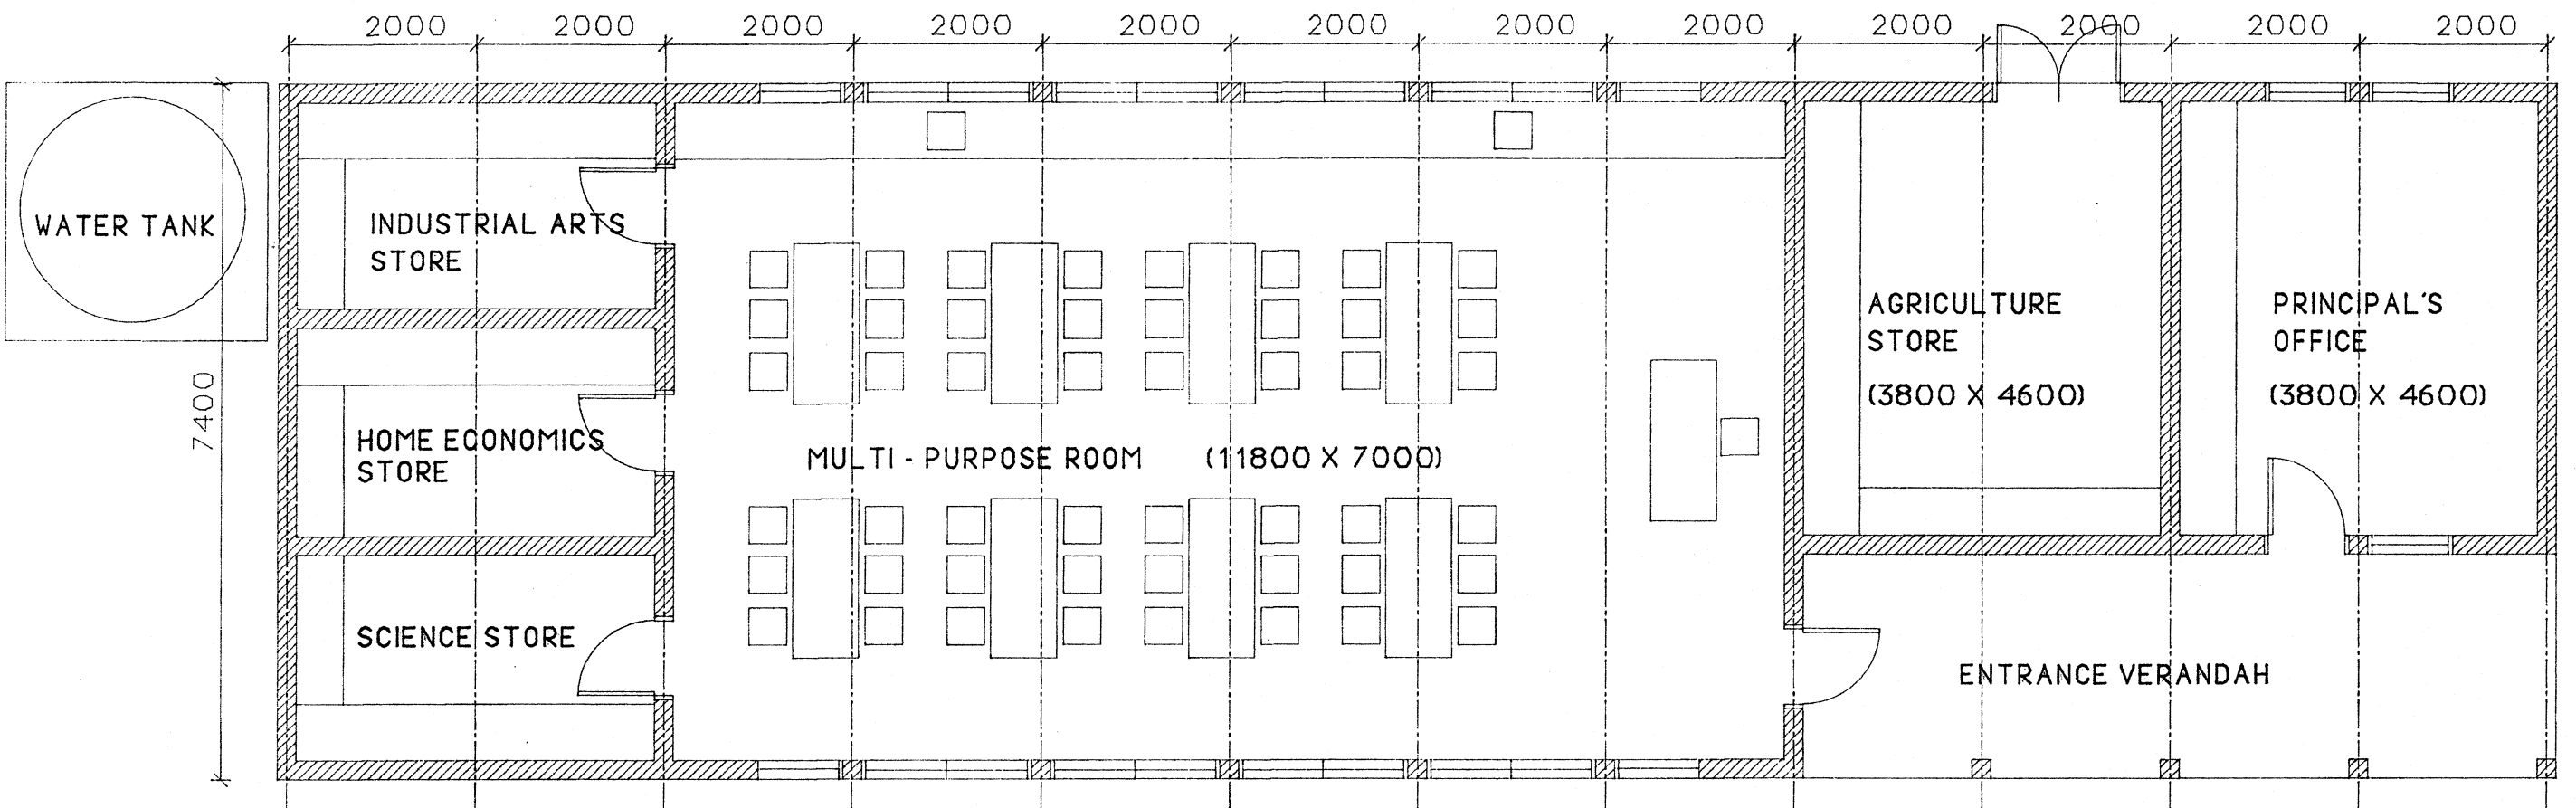 2000 2000 2000 2000 2000 2000 2000 2000 2000 2000 2000 2000
WATER TANK
7400
INDUSTRIAL ARTS
STORE
HOME ECONOMICS
STORE
SCIENCE STORE
MULTI - PURPOSE ROOM (11800 X 7000)
AGRICULTURE
STORE
(3800 X 4600)
PRINCIPAL'S
OFFICE
(3800 X 4600)
ENTRANCE VERANDAH